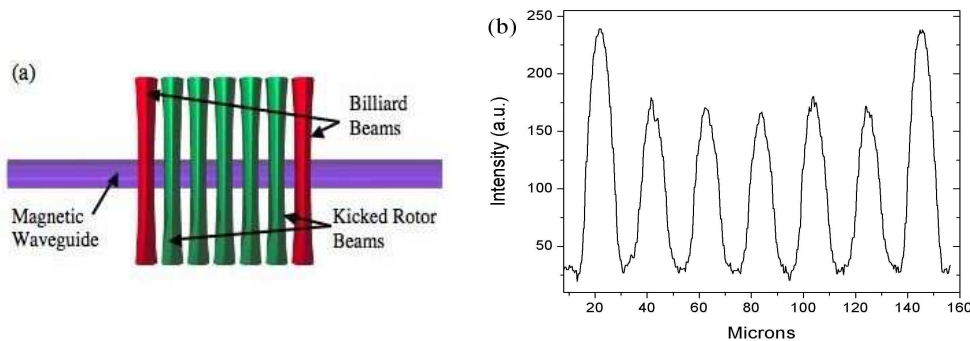 (a)
Billiard
Beams
Magnetic
Waveguide
Kicked Rotor
Beams
(b)
250
200
150
100
50
Intensity (a.u.)
20 40 60 80 100 120 140 160
Microns